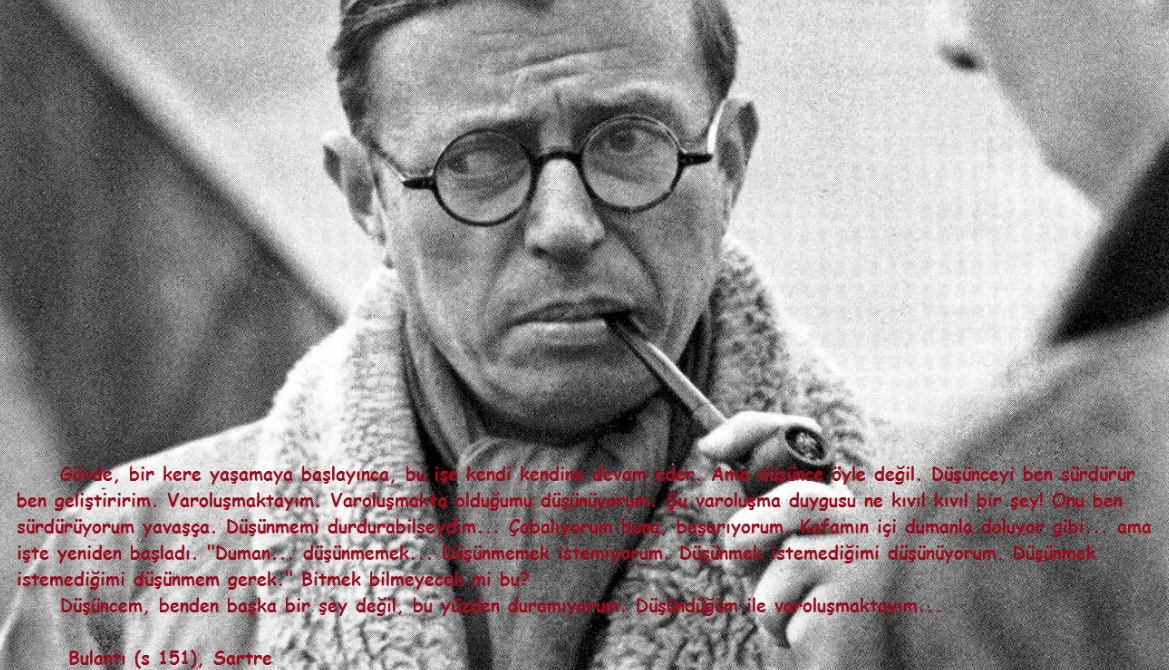 Gövde, bir kere yaşamaya başlayınca, bu işe kendi kendine devam eder. Ama düşünce öyle değil. Düşünceyi ben sürdürür
ben geliştiririm. Varoluşmaktayım. Varoluşmakta olduğumu düşünüyorum. Şu varoluşma duygusu ne kıvıl kıvıl bir şey! Onu ben
sürdürüyorum yavaşça. Düşünmemi durdurabilseydim... Çabalıyorum buna, başarıyorum. Kafamın içi dumanla doluyor gibi... ama
işte yeniden başladı. "Duman... düşünmemek... Düşünmemek istemiyorum. Düşünmek istemediğimi düşünüyorum. Düşünmek
istemediğimi düşünmem gerek." Bitmek bilmeyecek mi bu?
Düşüncem, benden başka bir şey değil, bu yüzden duramıyorum. Düşündüğüm ile varoluşmaktayım...
Bulantı (s 151), Sartre